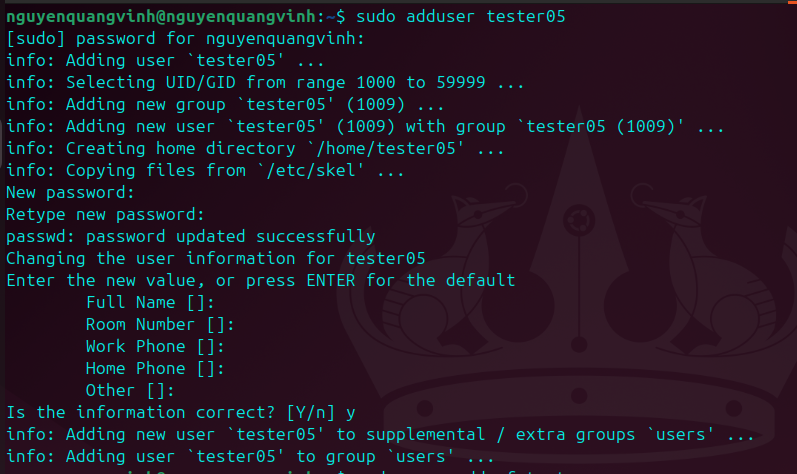 nguyenquangvinh@nguyenquangvinh:~$ sudo adduser tester05
[sudo] password for nguyenquangvinh:
info: Adding user `tester05' ...
info: Selecting UID/GID from range 1000 to 59999 ...
info: Adding new group `tester05' (1009) ...
info: Adding new user `tester05' (1009) with group `tester05 (1009)' ...
info: Creating home directory `/home/tester05' ...
info: Copying files from `/etc/skel' ...
New password:
Retype new password:
passwd: password updated successfully
Changing the user information for tester05
Enter the new value, or press ENTER for the default
        Full Name []:
        Room Number []:
        Work Phone []:
        Home Phone []:
        Other []:
Is the information correct? [Y/n] y
info: Adding new user `tester05' to supplemental / extra groups `users' ...
info: Adding user `tester05' to group `users' ...